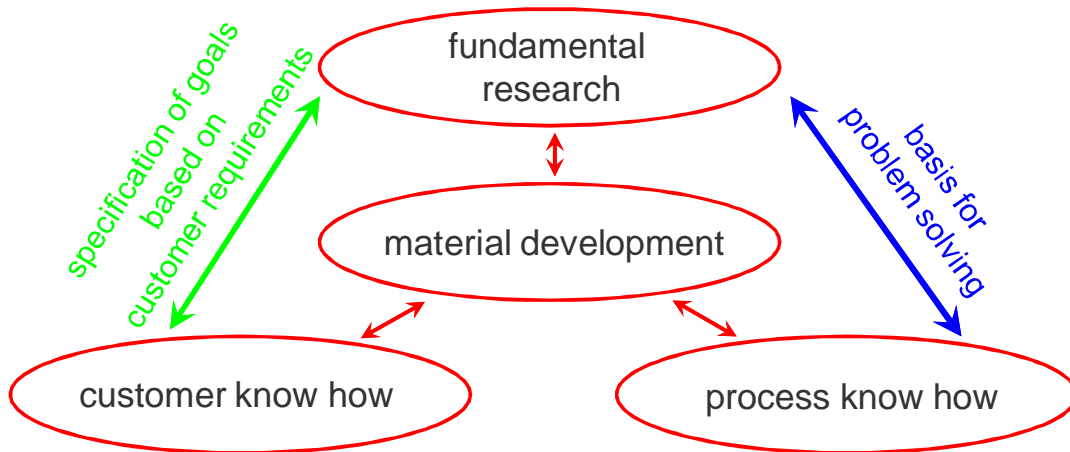 fundamental
research
specification of goals
based on
customer requirements
basis for
problem solving
material development
customer know how
process know how